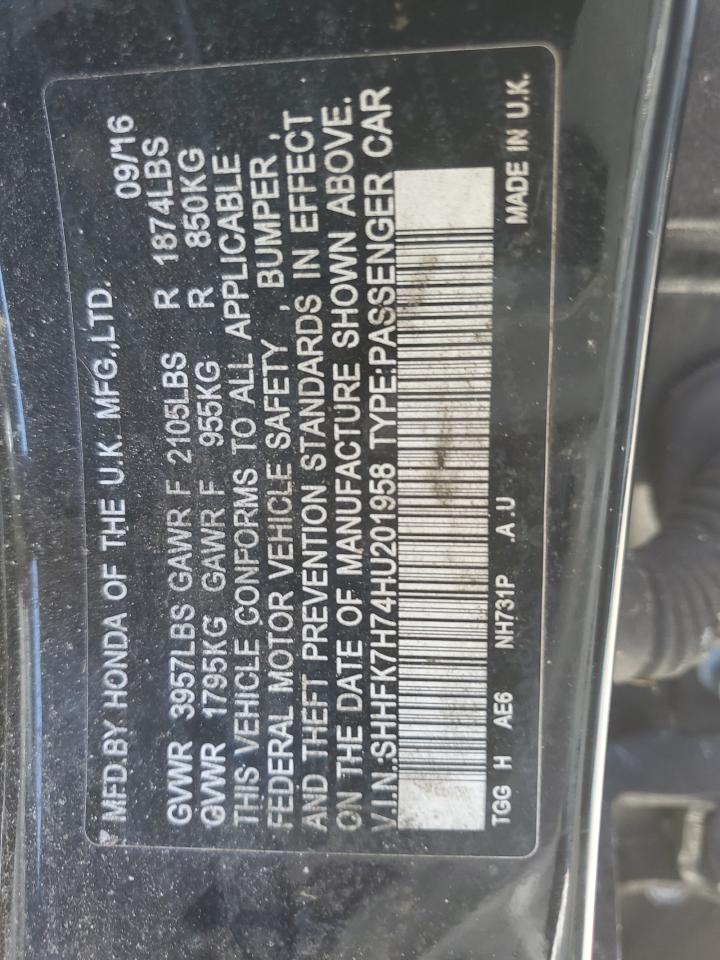 MFD.BY HONDA OF THE U.K. MFG.,LTD. 09/16
GVWR 3957LBS GAWR F 2105LBS R 1874LBS
GVWR 1795KG GAWR F 955KG R 850KG
THIS VEHICLE CONFORMS TO ALL APPLICABLE
FEDERAL MOTOR VEHICLE SAFETY , BUMPER ,
AND THEFT PREVENTION STANDARDS IN EFFECT
ON THE DATE OF MANUFACTURE SHOWN ABOVE.
V.I.N.:SHHFK7H74HU201958 TYPE:PASSENGER CAR
TGG H AE6 NH731P .A .U MADE IN U.K.